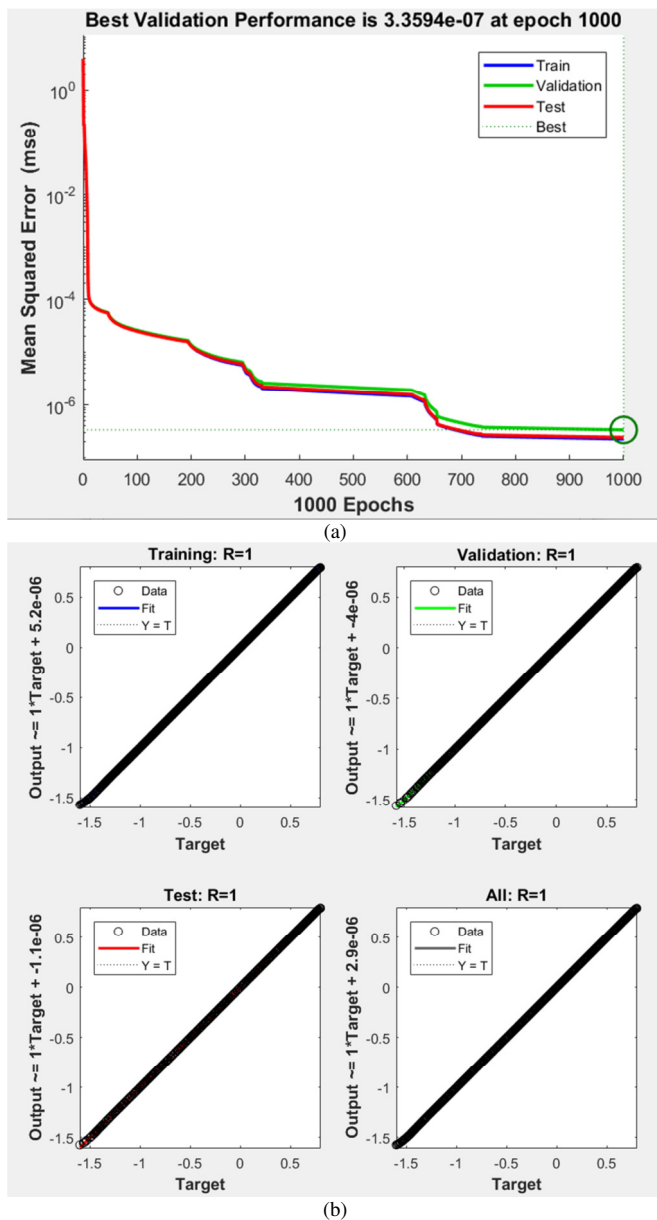 Best Validation Performance is 3.3594e-07 at epoch 1000
Train
Validation
Test
Best
Mean Squared Error (mse)
10^0
10^-2
10^-4
10^-6
0 100 200 300 400 500 600 700 800 900 1000
1000 Epochs
(a)
Training: R=1
Output ~= 1*Target + 5.2e-06
Data
Fit
Y = T
0.5
0
-0.5
-1
-1.5
-1.5 -1 -0.5 0 0.5
Target
Validation: R=1
Output ~= 1*Target + -4e-06
Data
Fit
Y = T
0.5
0
-0.5
-1
-1.5
-1.5 -1 -0.5 0 0.5
Target
Test: R=1
Output ~= 1*Target + -1.1e-06
Data
Fit
Y = T
0.5
0
-0.5
-1
-1.5
-1.5 -1 -0.5 0 0.5
Target
All: R=1
Output ~= 1*Target + 2.9e-06
Data
Fit
Y = T
0.5
0
-0.5
-1
-1.5
-1.5 -1 -0.5 0 0.5
Target
(b)